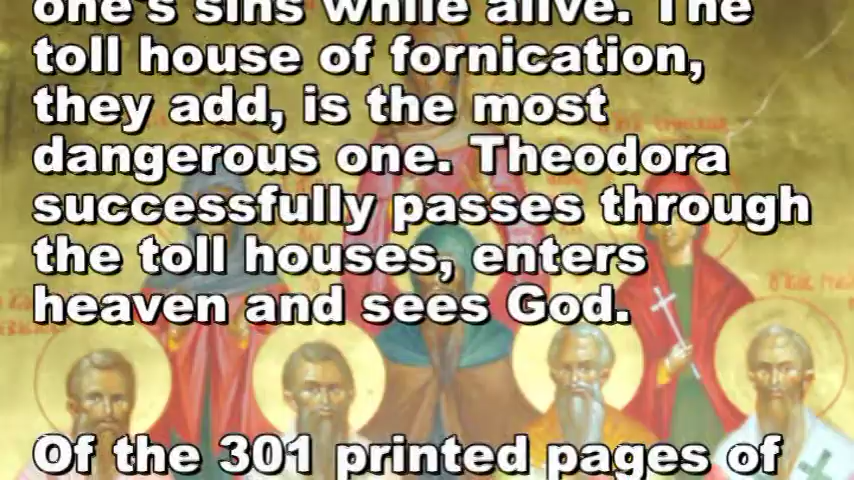 one's sins while alive. The
toll house of fornication,
they add, is the most
dangerous one. Theodora
successfully passes through
the toll houses, enters
heaven and sees God.
Of the 301 printed pages of